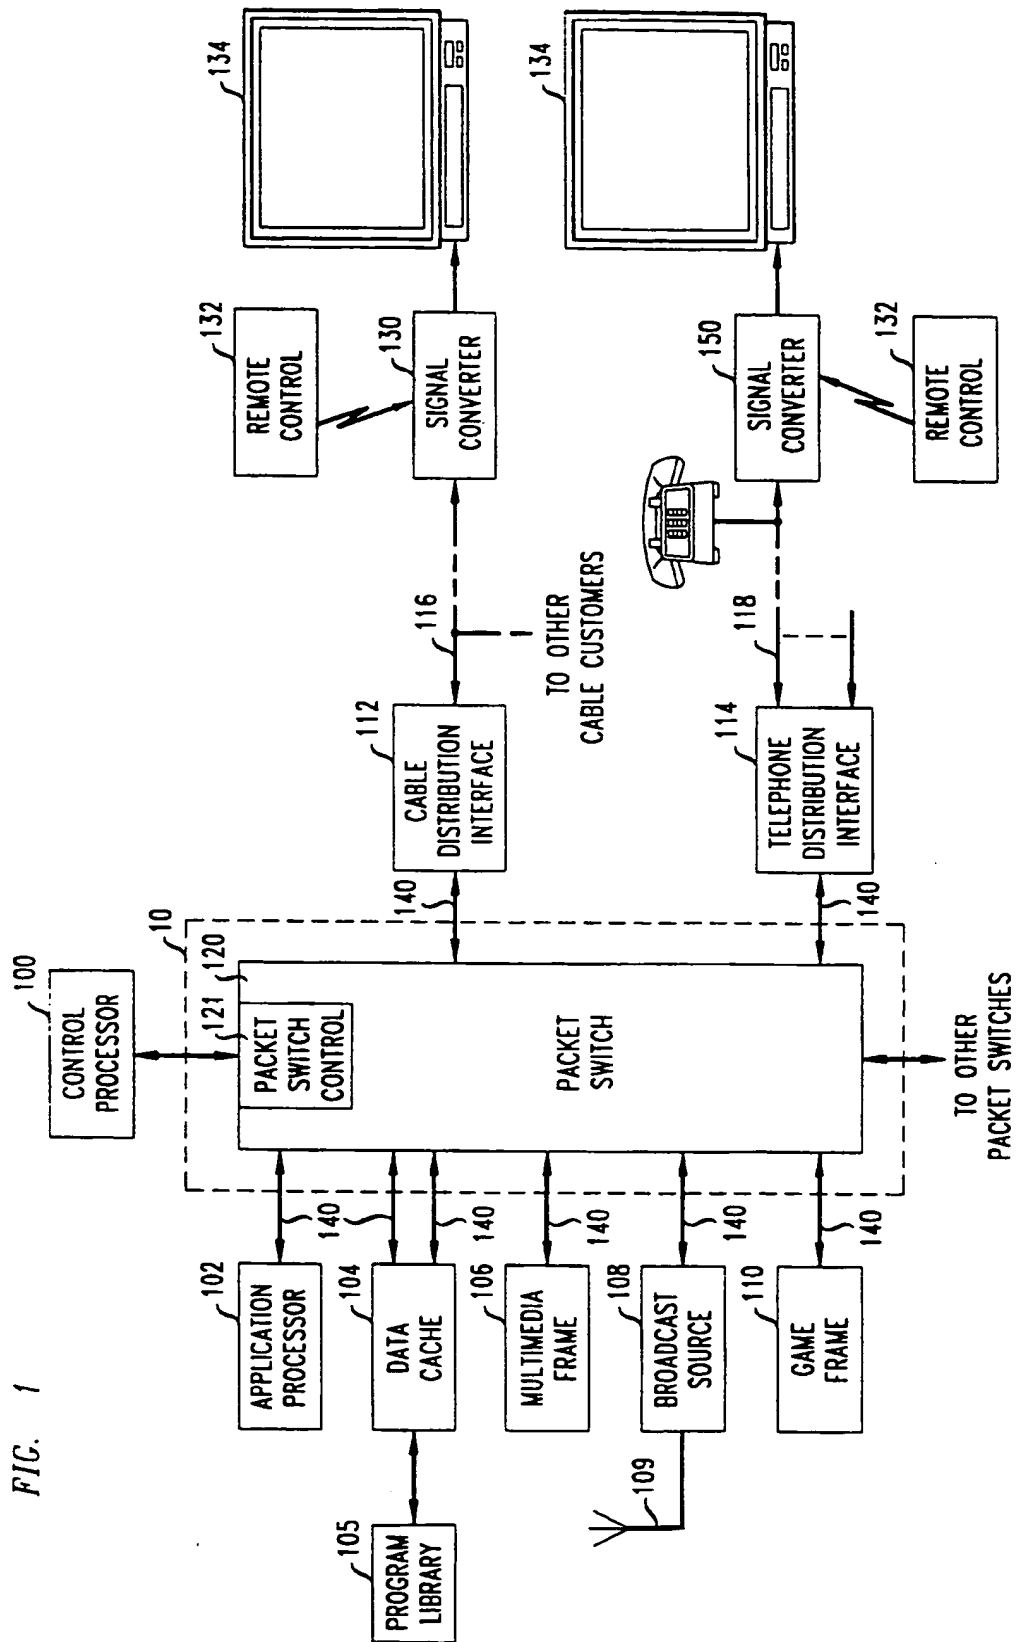 FIG. 1
100
CONTROL
PROCESSOR
10
120
121
PACKET
SWITCH
CONTROL
PACKET
SWITCH
102
APPLICATION
PROCESSOR
140
104
DATA
CACHE
140
105
PROGRAM
LIBRARY
106
MULTIMEDIA
FRAME
140
108
BROADCAST
SOURCE
140
109
110
GAME
FRAME
140
TO OTHER
PACKET SWITCHES
140
112
CABLE
DISTRIBUTION
INTERFACE
116
TO OTHER
CABLE CUSTOMERS
132
REMOTE
CONTROL
130
SIGNAL
CONVERTER
134
140
114
TELEPHONE
DISTRIBUTION
INTERFACE
118
150
SIGNAL
CONVERTER
132
REMOTE
CONTROL
134